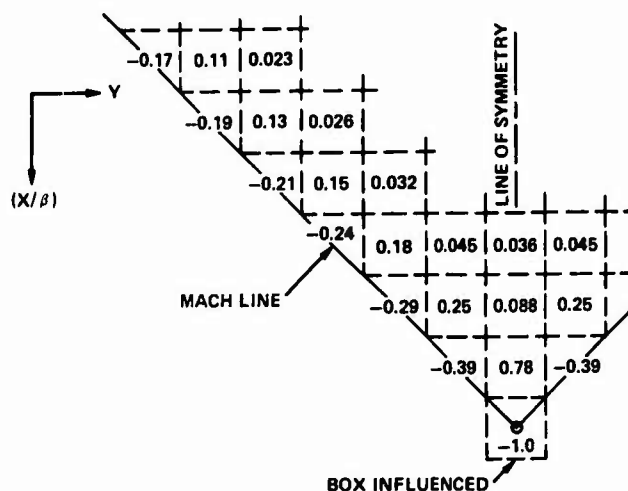 −0.17 0.11 0.023
LINE OF SYMMETRY
Y
−0.19 0.13 0.026
(X/β)
−0.21 0.15 0.032
−0.24 0.18 0.045 0.036 0.045
MACH LINE
−0.29 0.25 0.088 0.25
−0.39 0.78 −0.39
−1.0
BOX INFLUENCED